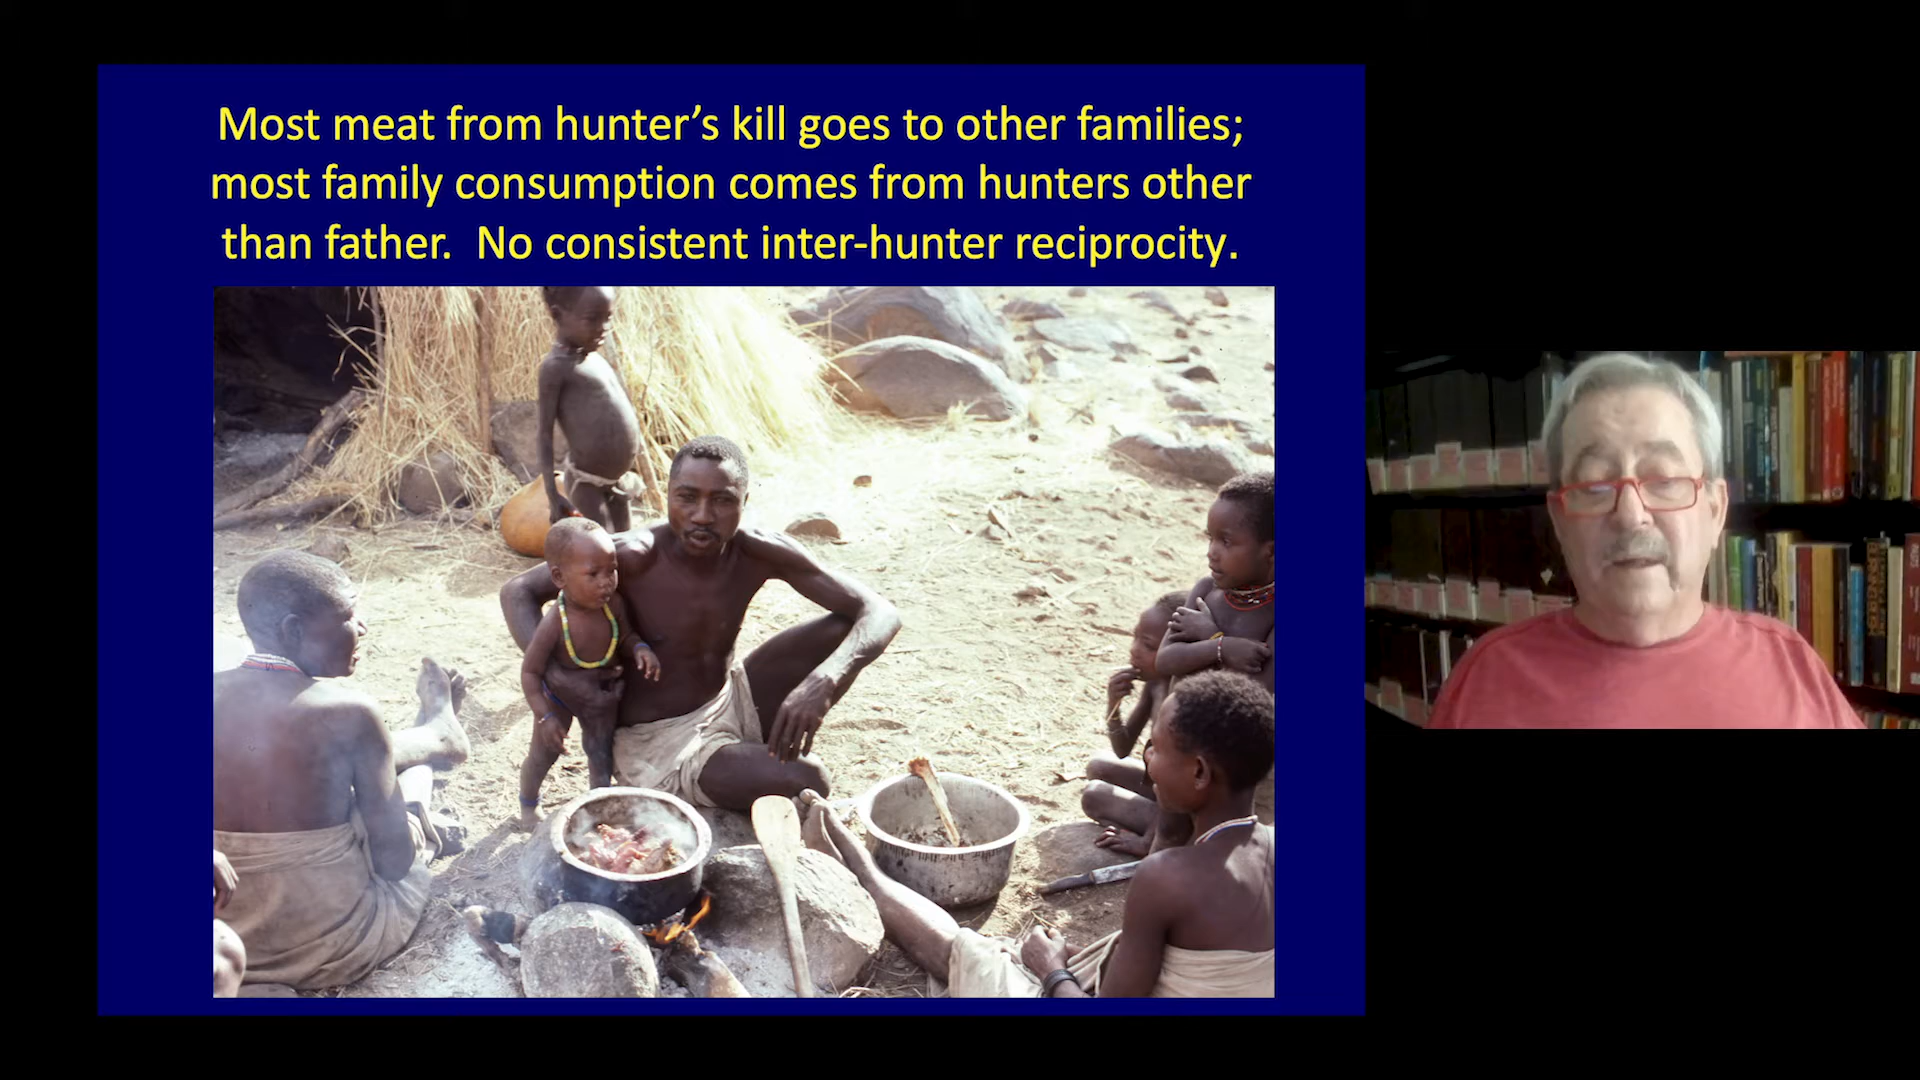 Most meat from hunter’s kill goes to other families;
most family consumption comes from hunters other
than father.  No consistent inter-hunter reciprocity.